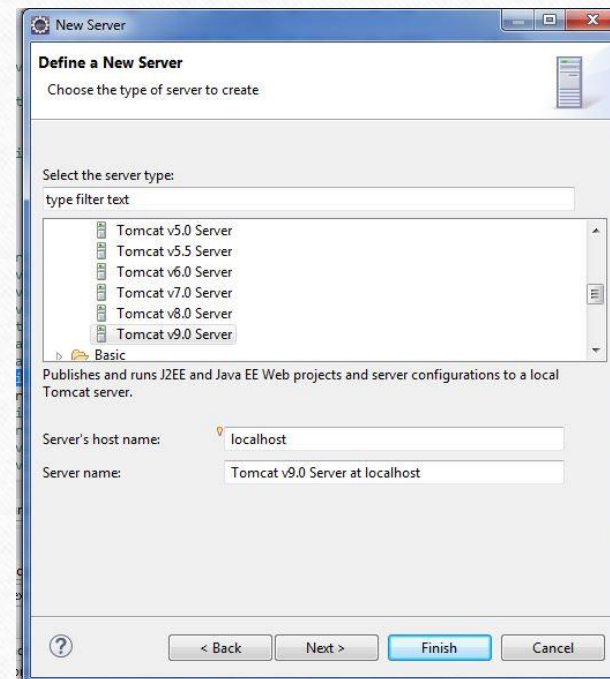 New Server
Define a New Server
Choose the type of server to create
Select the server type:
type filter text
Tomcat v5.0 Server
Tomcat v5.5 Server
Tomcat v6.0 Server
Tomcat v7.0 Server
Tomcat v8.0 Server
Tomcat v9.0 Server
Basic
Publishes and runs J2EE and Java EE Web projects and server configurations to a local
Tomcat server.
Server's host name: localhost
Server name: Tomcat v9.0 Server at localhost
? < Back Next > Finish Cancel